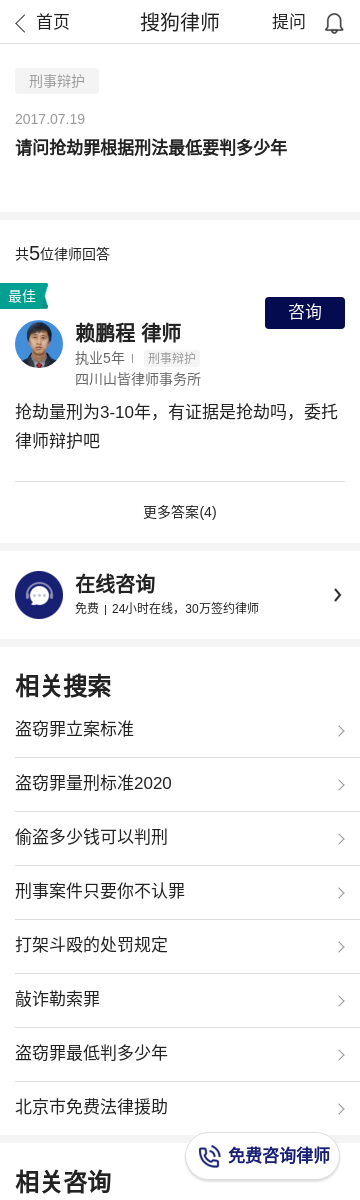 首页 搜狗律师 提问
刑事辩护
2017.07.19
请问抢劫罪根据刑法最低要判多少年
共5位律师回答
最佳
咨询
赖鹏程 律师
执业5年 刑事辩护
四川山皆律师事务所
抢劫量刑为3-10年，有证据是抢劫吗，委托
律师辩护吧
更多答案(4)
在线咨询
免费 | 24小时在线，30万签约律师
相关搜索
盗窃罪立案标准
盗窃罪量刑标准2020
偷盗多少钱可以判刑
刑事案件只要你不认罪
打架斗殴的处罚规定
敲诈勒索罪
盗窃罪最低判多少年
北京市免费法律援助
免费咨询律师
相关咨询